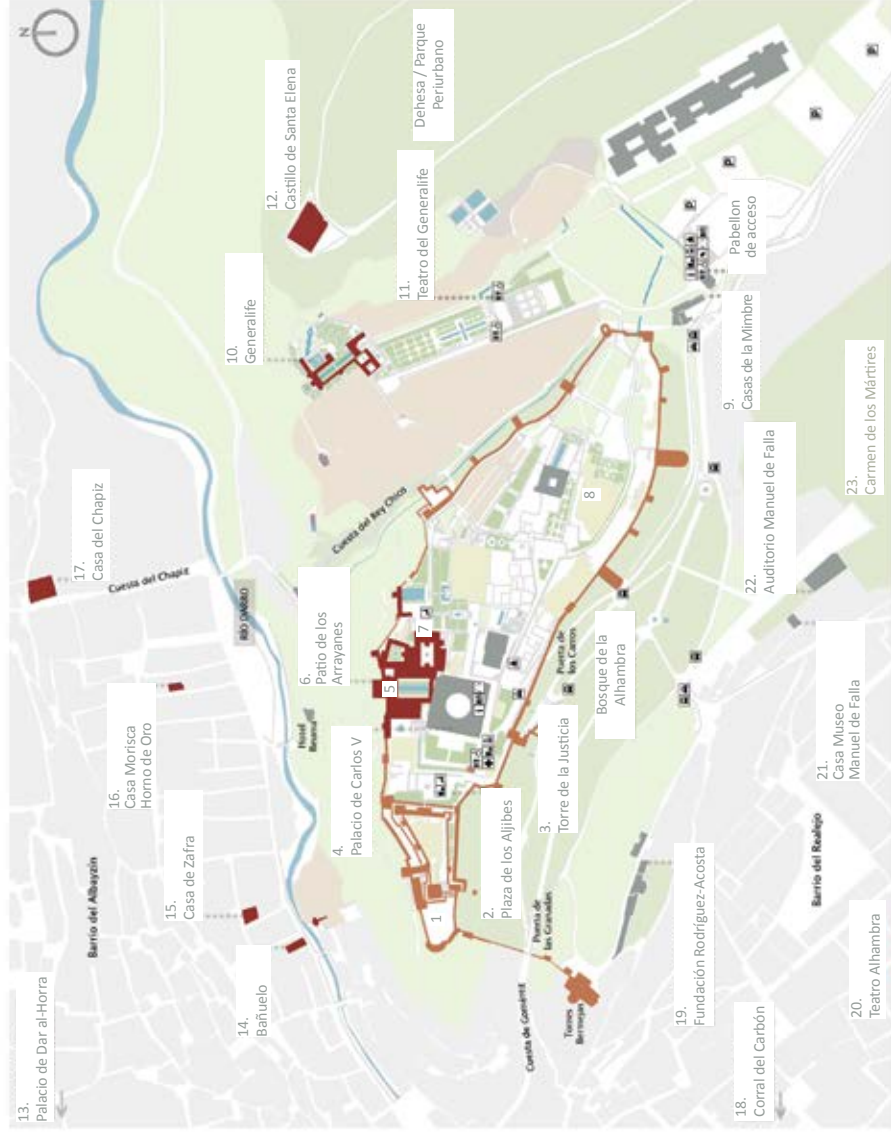 N
12.
Castillo de Santa Elena
Dehesa / Parque
Periurbano
10.
Generalife
11.
Teatro del Generalife
P
P
P
P
Pabellon
de acceso
9.
Casas de la Mimbre
17.
Casa del Chapiz
Cuesta del Chapiz
Cuesta del Rey Chico
RÍO DARRO
8
23.
Carmen de los Mártires
22.
Auditorio Manuel de Falla
16.
Casa Morisca
Horno de Oro
6.
Patio de los
Arrayanes
7
5
Hotel
Reuma
Puerta de
los Carros
Bosque de la
Alhambra
21.
Casa Museo
Manuel de Falla
Barrio del Albayzín
15.
Casa de Zafra
4.
Palacio de Carlos V
3.
Torre de la Justicia
2.
Plaza de los Aljibes
1
Barrio del Realejo
14.
Bañuelo
Puerta de
las Granadas
Cuesta de Gomérez
Torres
Bermejas
19.
Fundación Rodríguez-Acosta
20.
Teatro Alhambra
13.
Palacio de Dar al-Horra
18.
Corral del Carbón